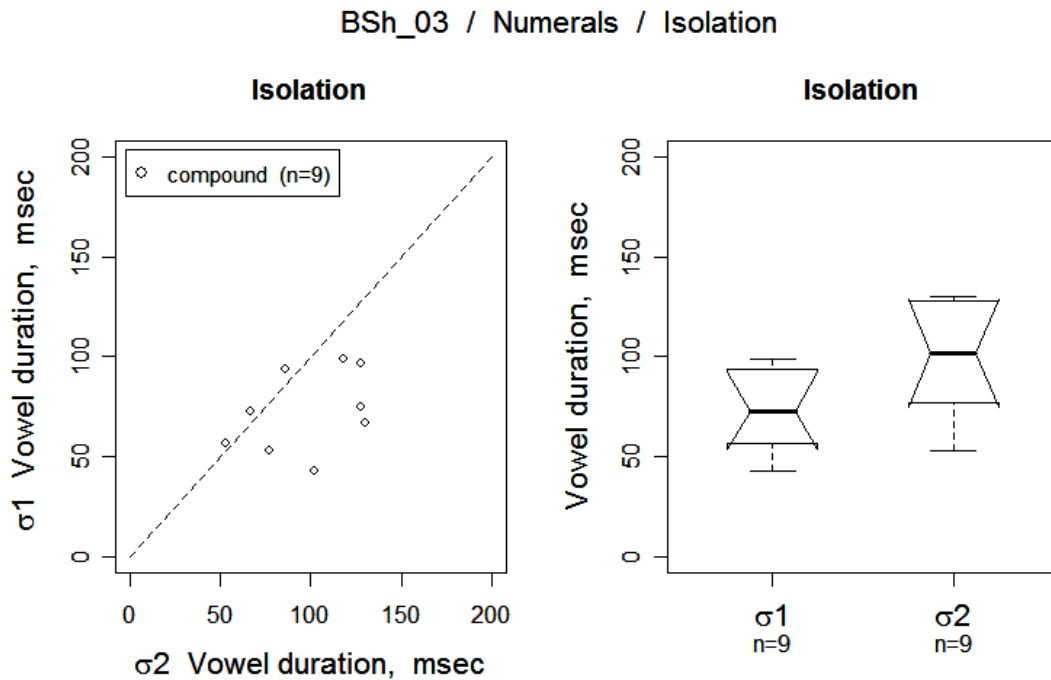 BSh_03 / Numerals / Isolation
Isolation
compound (n=9)
σ1 Vowel duration, msec
200
150
100
50
0
0 50 100 150 200
σ2 Vowel duration, msec
Isolation
Vowel duration, msec
200
150
100
50
0
σ1 σ2
n=9 n=9